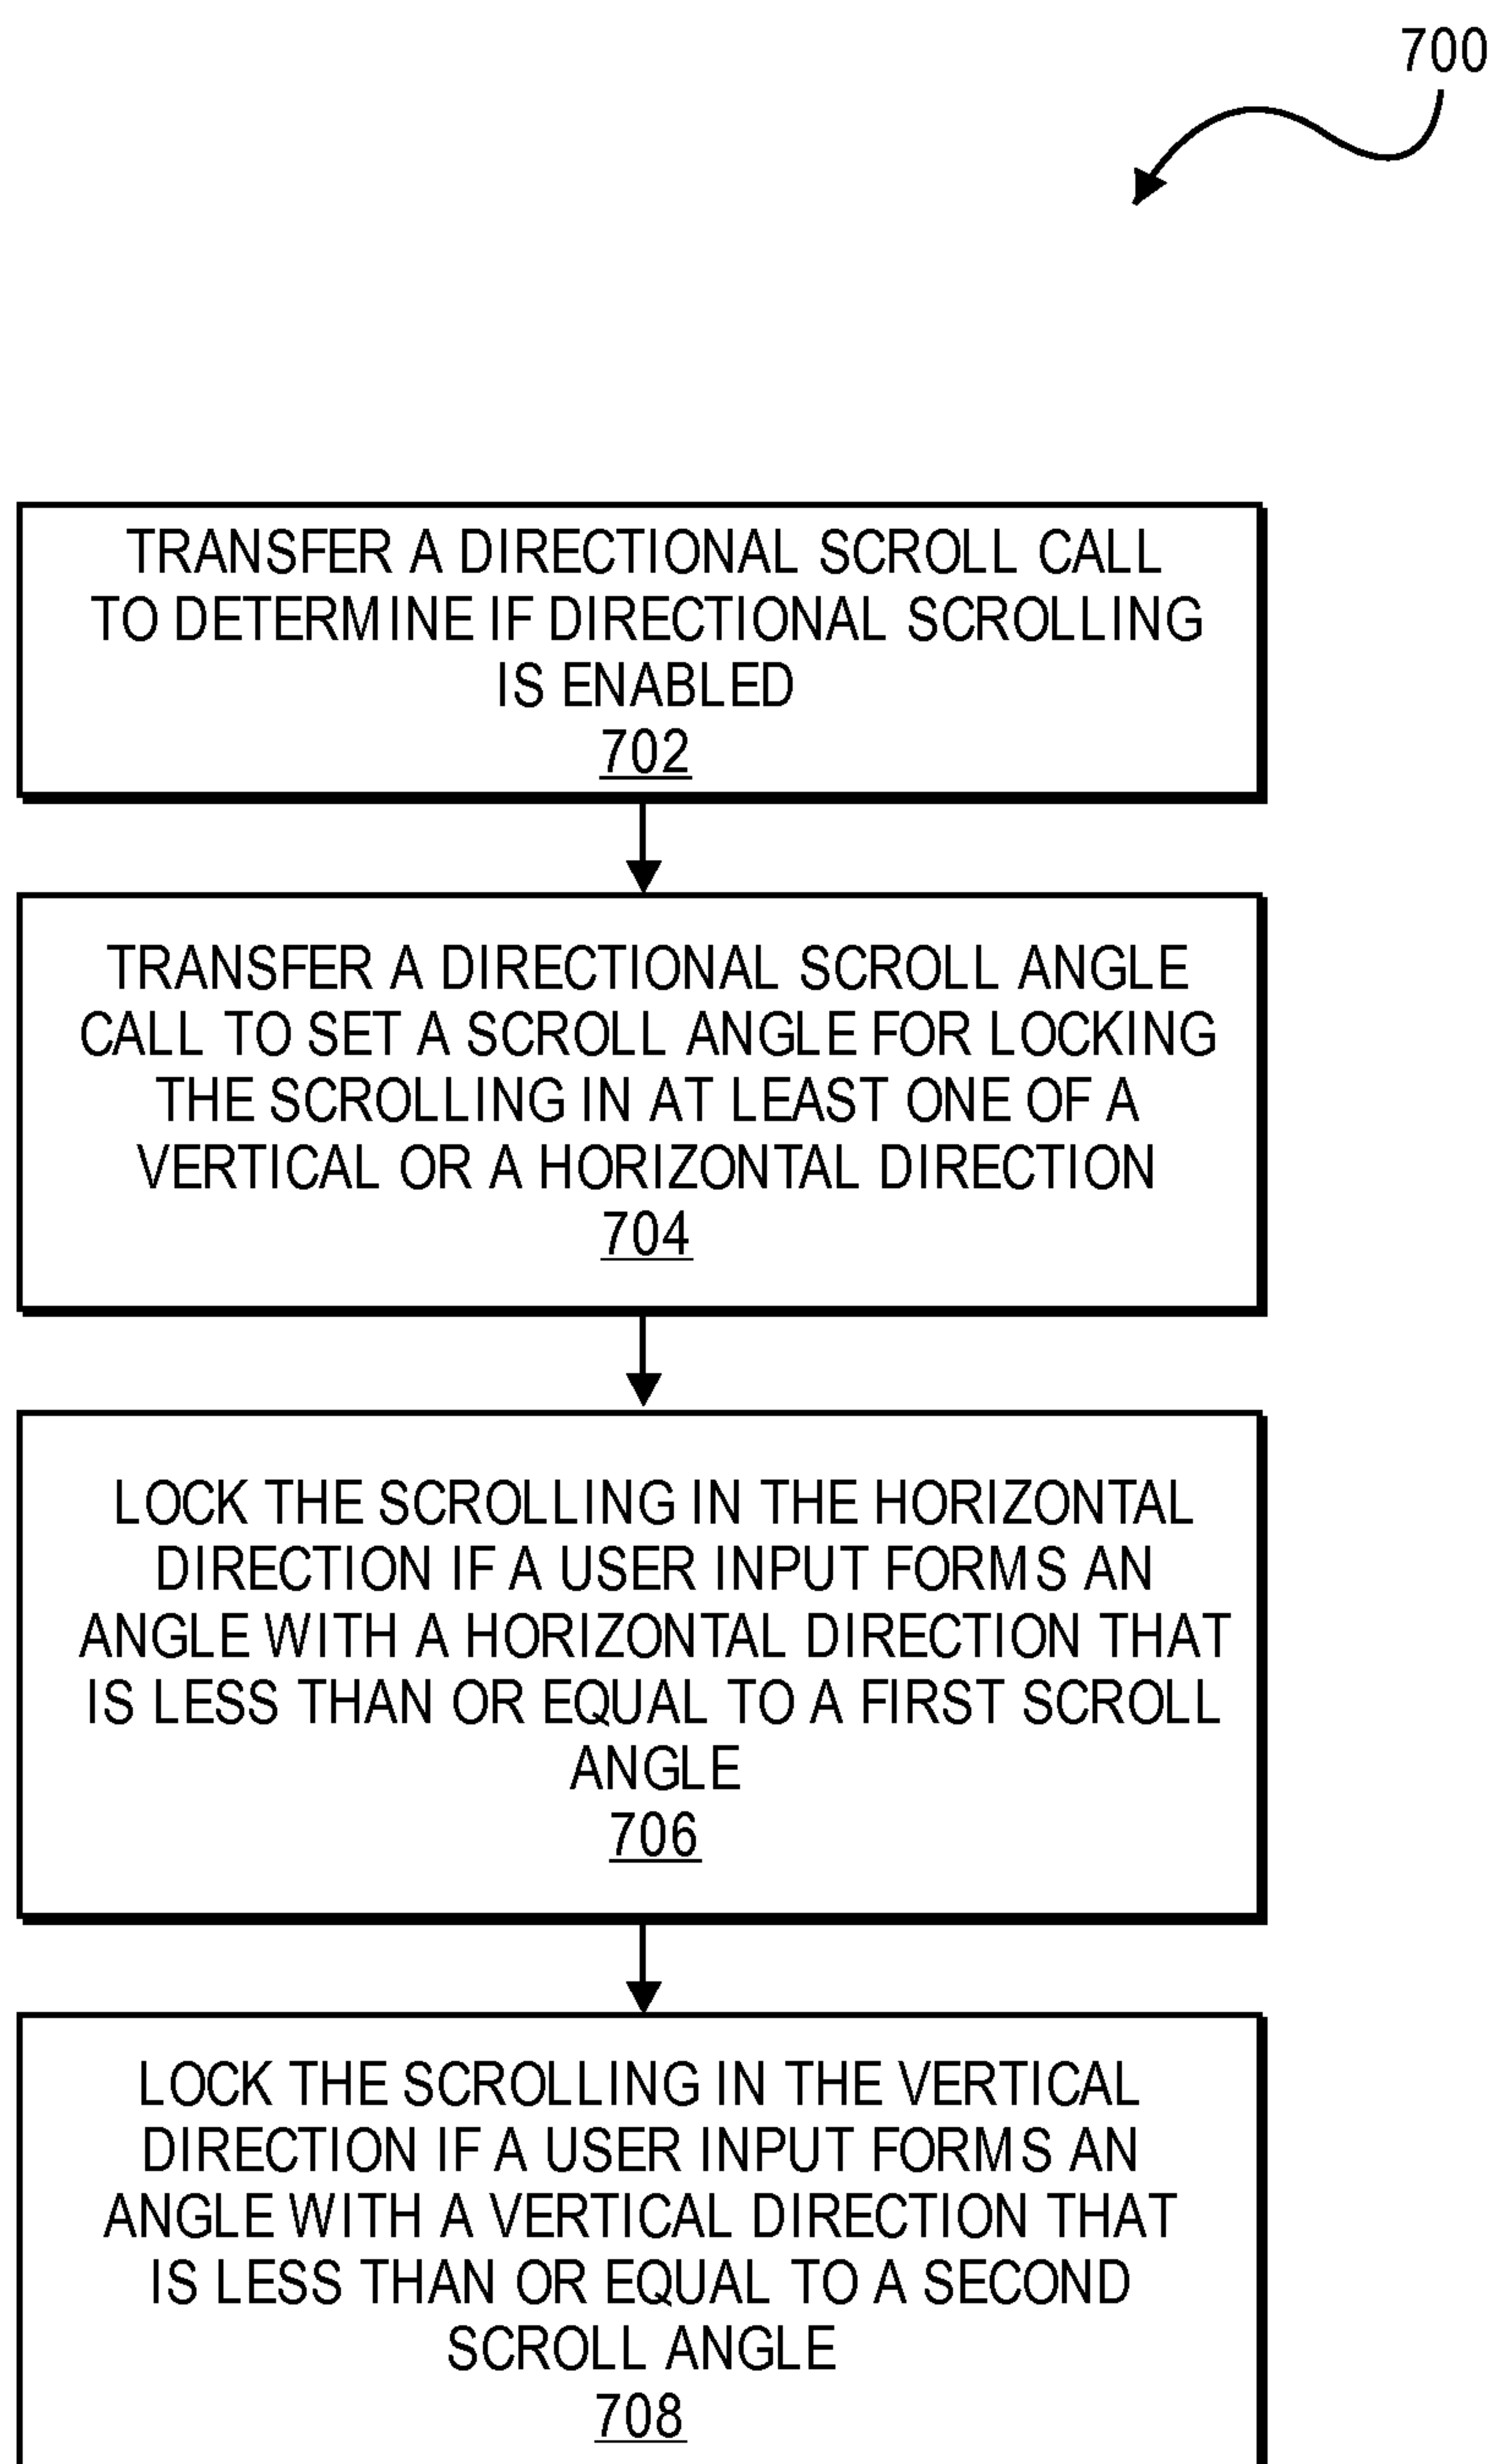 700
TRANSFER A DIRECTIONAL SCROLL CALL
TO DETERMINE IF DIRECTIONAL SCROLLING
IS ENABLED
702
TRANSFER A DIRECTIONAL SCROLL ANGLE
CALL TO SET A SCROLL ANGLE FOR LOCKING
THE SCROLLING IN AT LEAST ONE OF A
VERTICAL OR A HORIZONTAL DIRECTION
704
LOCK THE SCROLLING IN THE HORIZONTAL
DIRECTION IF A USER INPUT FORMS AN
ANGLE WITH A HORIZONTAL DIRECTION THAT
IS LESS THAN OR EQUAL TO A FIRST SCROLL
ANGLE
706
LOCK THE SCROLLING IN THE VERTICAL
DIRECTION IF A USER INPUT FORMS AN
ANGLE WITH A VERTICAL DIRECTION THAT
IS LESS THAN OR EQUAL TO A SECOND
SCROLL ANGLE
708